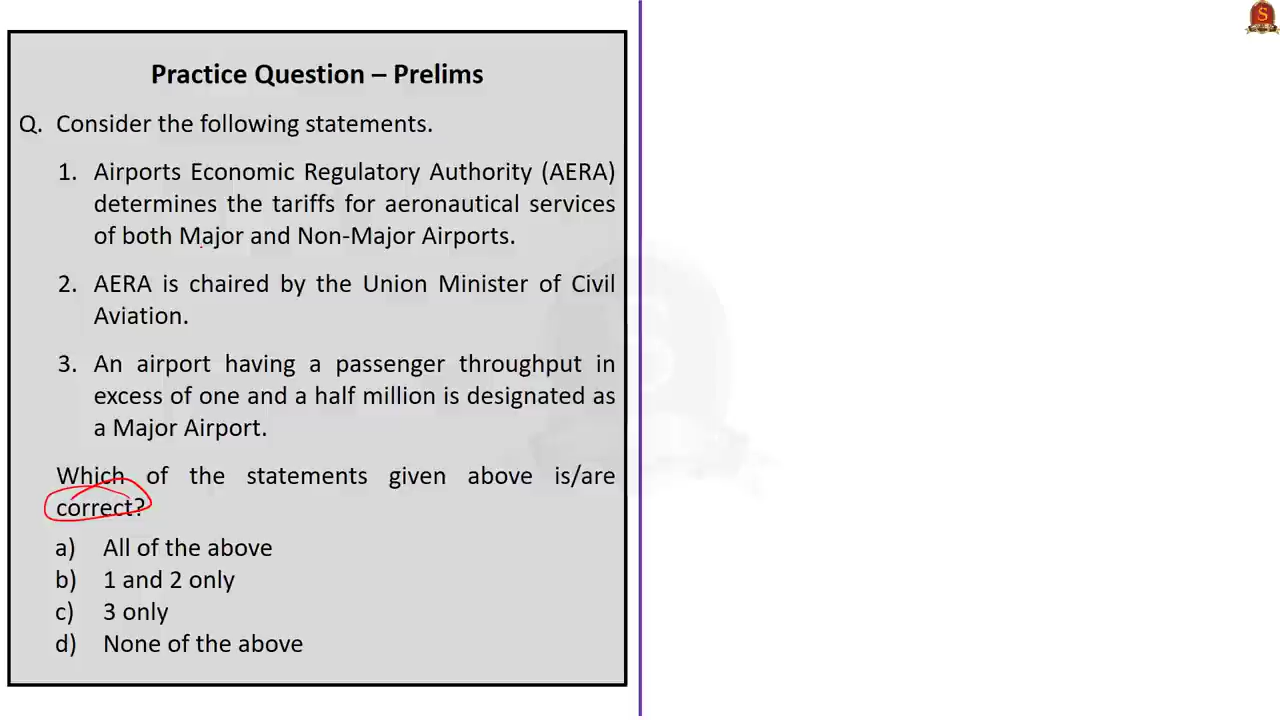 Practice Question – Prelims
Q. Consider the following statements.
1. Airports Economic Regulatory Authority (AERA)
determines the tariffs for aeronautical services
of both Major and Non-Major Airports.
2. AERA is chaired by the Union Minister of Civil
Aviation.
3. An airport having a passenger throughput in
excess of one and a half million is designated as
a Major Airport.
Which of the statements given above is/are
correct?
a) All of the above
b) 1 and 2 only
c) 3 only
d) None of the above
S